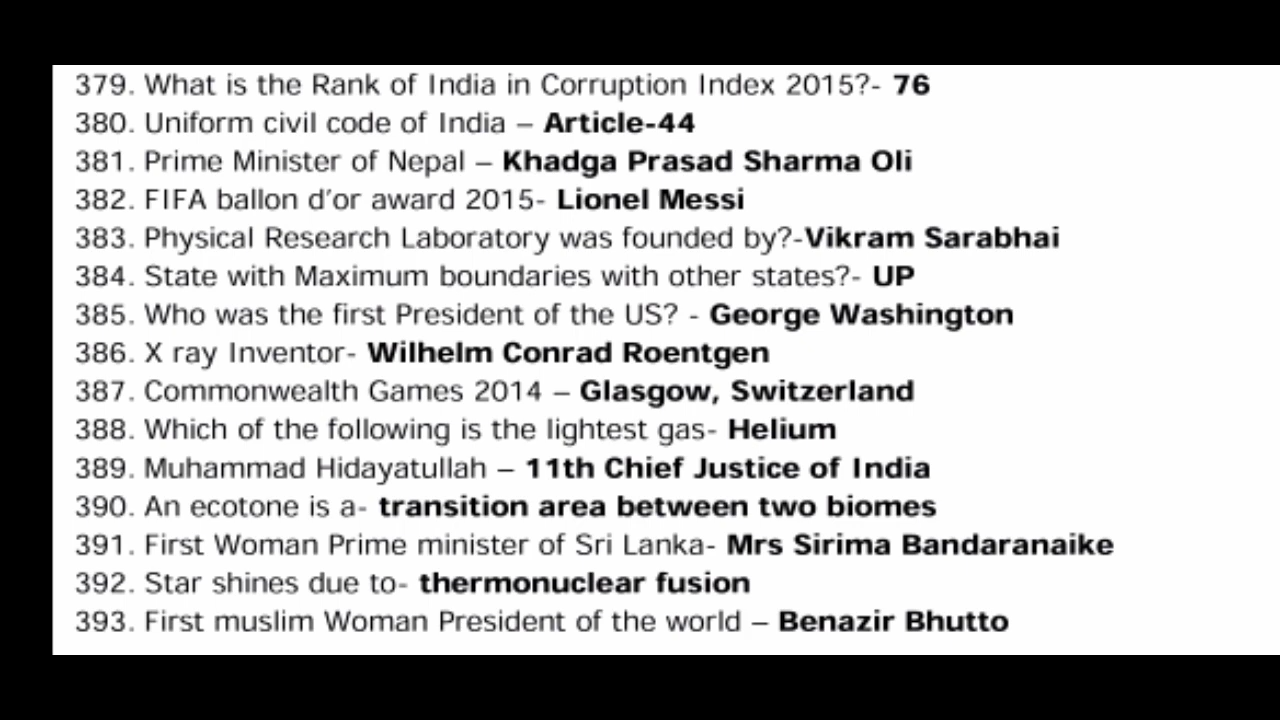 379. What is the Rank of India in Corruption Index 2015?- 76
380. Uniform civil code of India – Article-44
381. Prime Minister of Nepal – Khadga Prasad Sharma Oli
382. FIFA ballon d’or award 2015- Lionel Messi
383. Physical Research Laboratory was founded by?-Vikram Sarabhai
384. State with Maximum boundaries with other states?- UP
385. Who was the first President of the US? - George Washington
386. X ray Inventor- Wilhelm Conrad Roentgen
387. Commonwealth Games 2014 – Glasgow, Switzerland
388. Which of the following is the lightest gas- Helium
389. Muhammad Hidayatullah – 11th Chief Justice of India
390. An ecotone is a- transition area between two biomes
391. First Woman Prime minister of Sri Lanka- Mrs Sirima Bandaranaike
392. Star shines due to- thermonuclear fusion
393. First muslim Woman President of the world – Benazir Bhutto